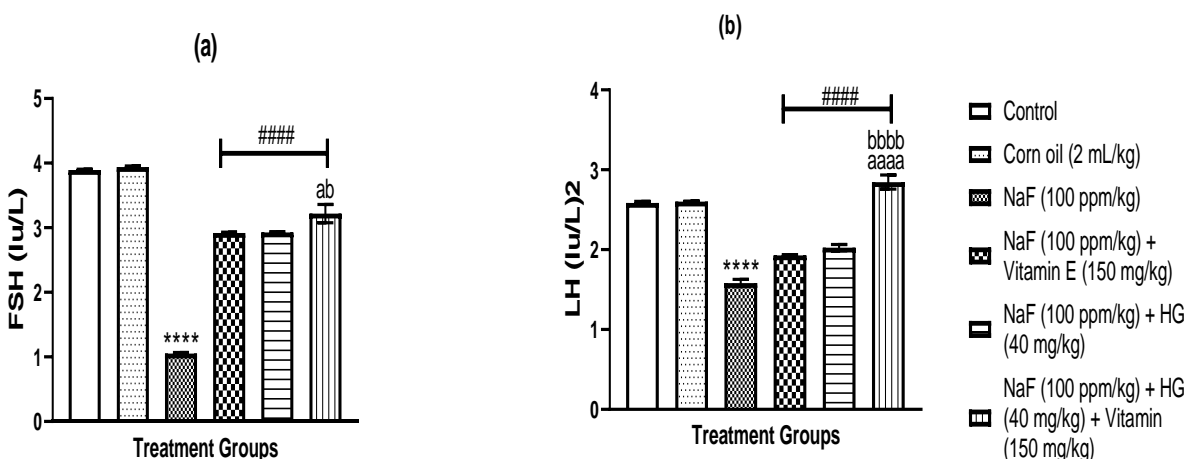 (a)
FSH (Iu/L)
5
4
3
2
1
0
####
ab
****
Treatment Groups
(b)
LH (Iu/L)2
4
3
2
1
0
####
bbbb
aaaa
****
Treatment Groups
Control
Corn oil (2 mL/kg)
NaF (100 ppm/kg)
NaF (100 ppm/kg) +
Vitamin E (150 mg/kg)
NaF (100 ppm/kg) + HG
(40 mg/kg)
NaF (100 ppm/kg) + HG
(40 mg/kg) + Vitamin
(150 mg/kg)